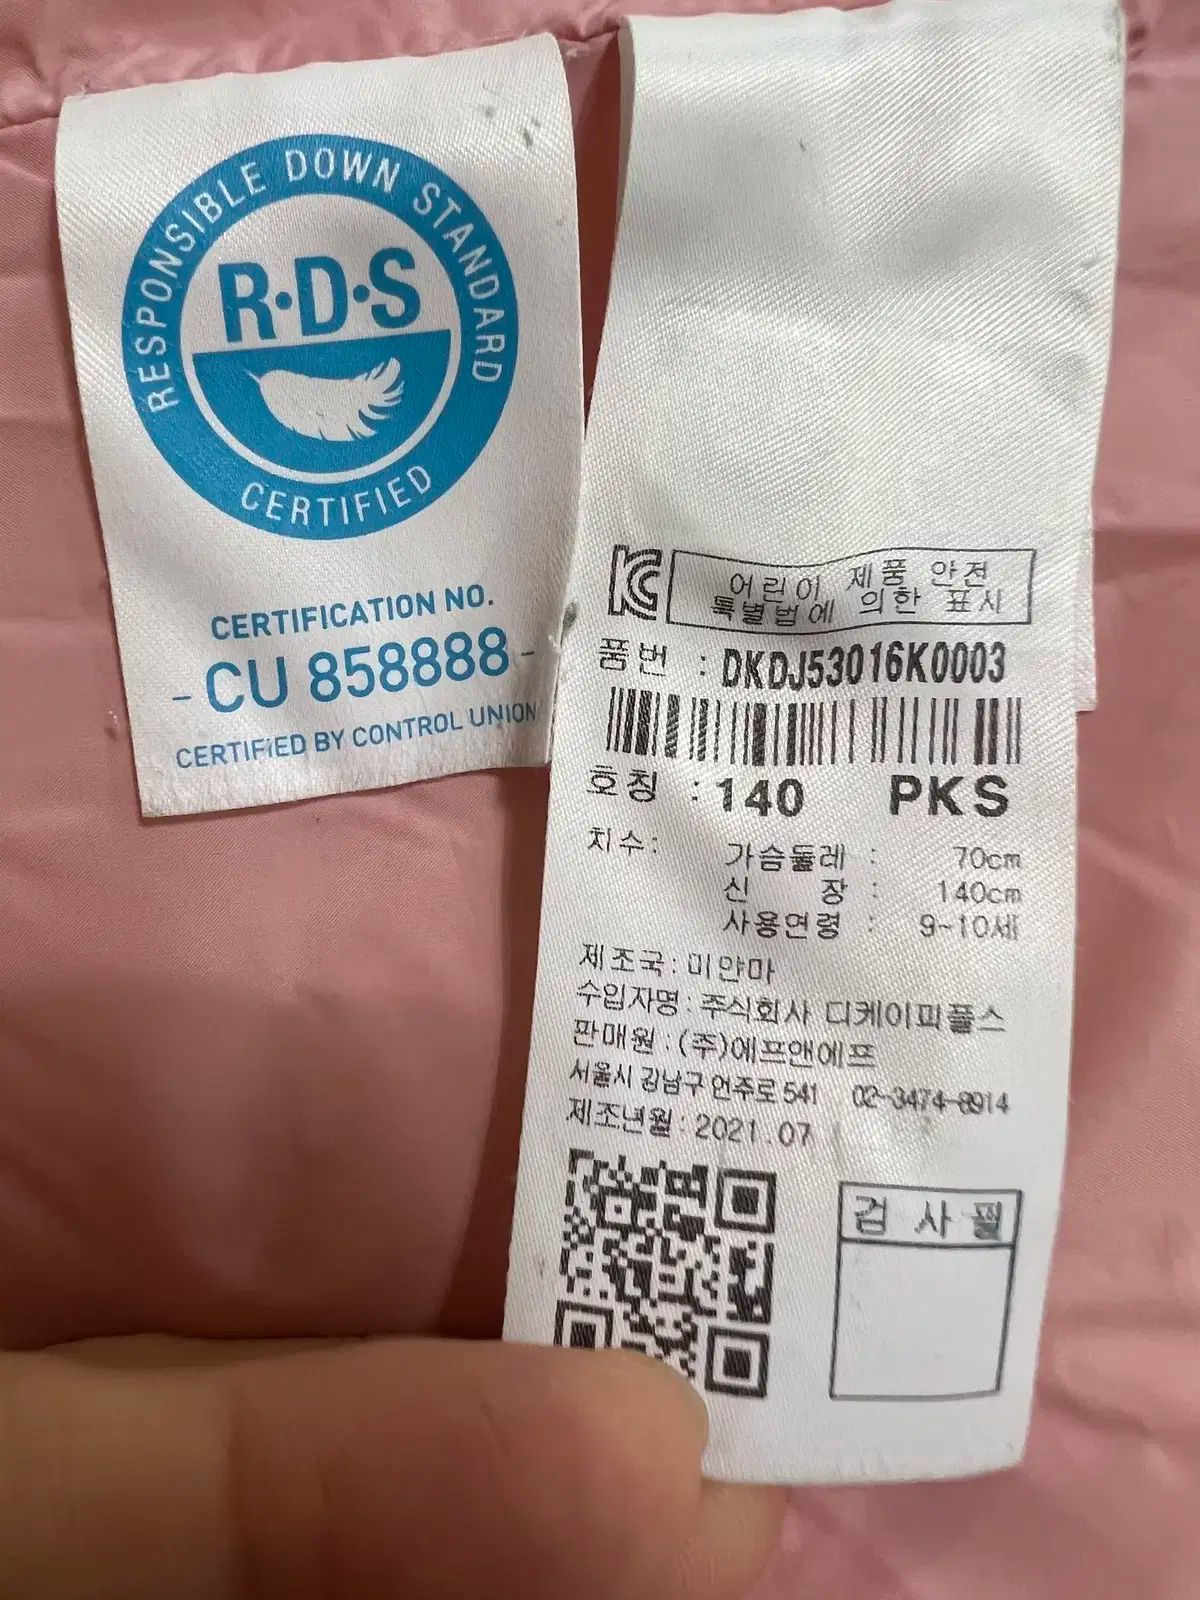 RESPONSIBLE DOWN STANDARD
R·D·S
CERTIFIED
CERTIFICATION NO.
- CU 858888 -
CERTIFIED BY CONTROL UNION
KC
어린이 제품 안전
특별법에 의한 표시
품번 : DKDJ53016K0003
호칭 : 140 PKS
치수: 가슴둘레 : 70cm
신 장 : 140cm
사용연령 : 9~10세
제조국: 미얀마
수입자명: 주식회사 디케이피플스
판매원 : (주)에프앤에프
서울시 강남구 언주로 541 02-3474-8914
제조년월: 2021.07
검 사 필